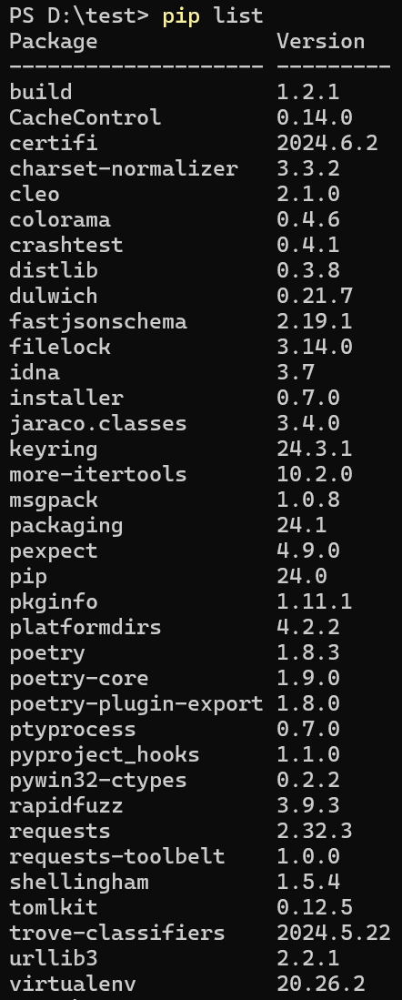 PS D:\test> pip list
Package              Version
-------------------- ---------
build                1.2.1
CacheControl         0.14.0
certifi              2024.6.2
charset-normalizer   3.3.2
cleo                 2.1.0
colorama             0.4.6
crashtest            0.4.1
distlib              0.3.8
dulwich              0.21.7
fastjsonschema       2.19.1
filelock             3.14.0
idna                 3.7
installer            0.7.0
jaraco.classes       3.4.0
keyring              24.3.1
more-itertools       10.2.0
msgpack              1.0.8
packaging            24.1
pexpect              4.9.0
pip                  24.0
pkginfo              1.11.1
platformdirs         4.2.2
poetry               1.8.3
poetry-core          1.9.0
poetry-plugin-export 1.8.0
ptyprocess           0.7.0
pyproject_hooks      1.1.0
pywin32-ctypes       0.2.2
rapidfuzz            3.9.3
requests             2.32.3
requests-toolbelt    1.0.0
shellingham          1.5.4
tomlkit              0.12.5
trove-classifiers    2024.5.22
urllib3              2.2.1
virtualenv           20.26.2